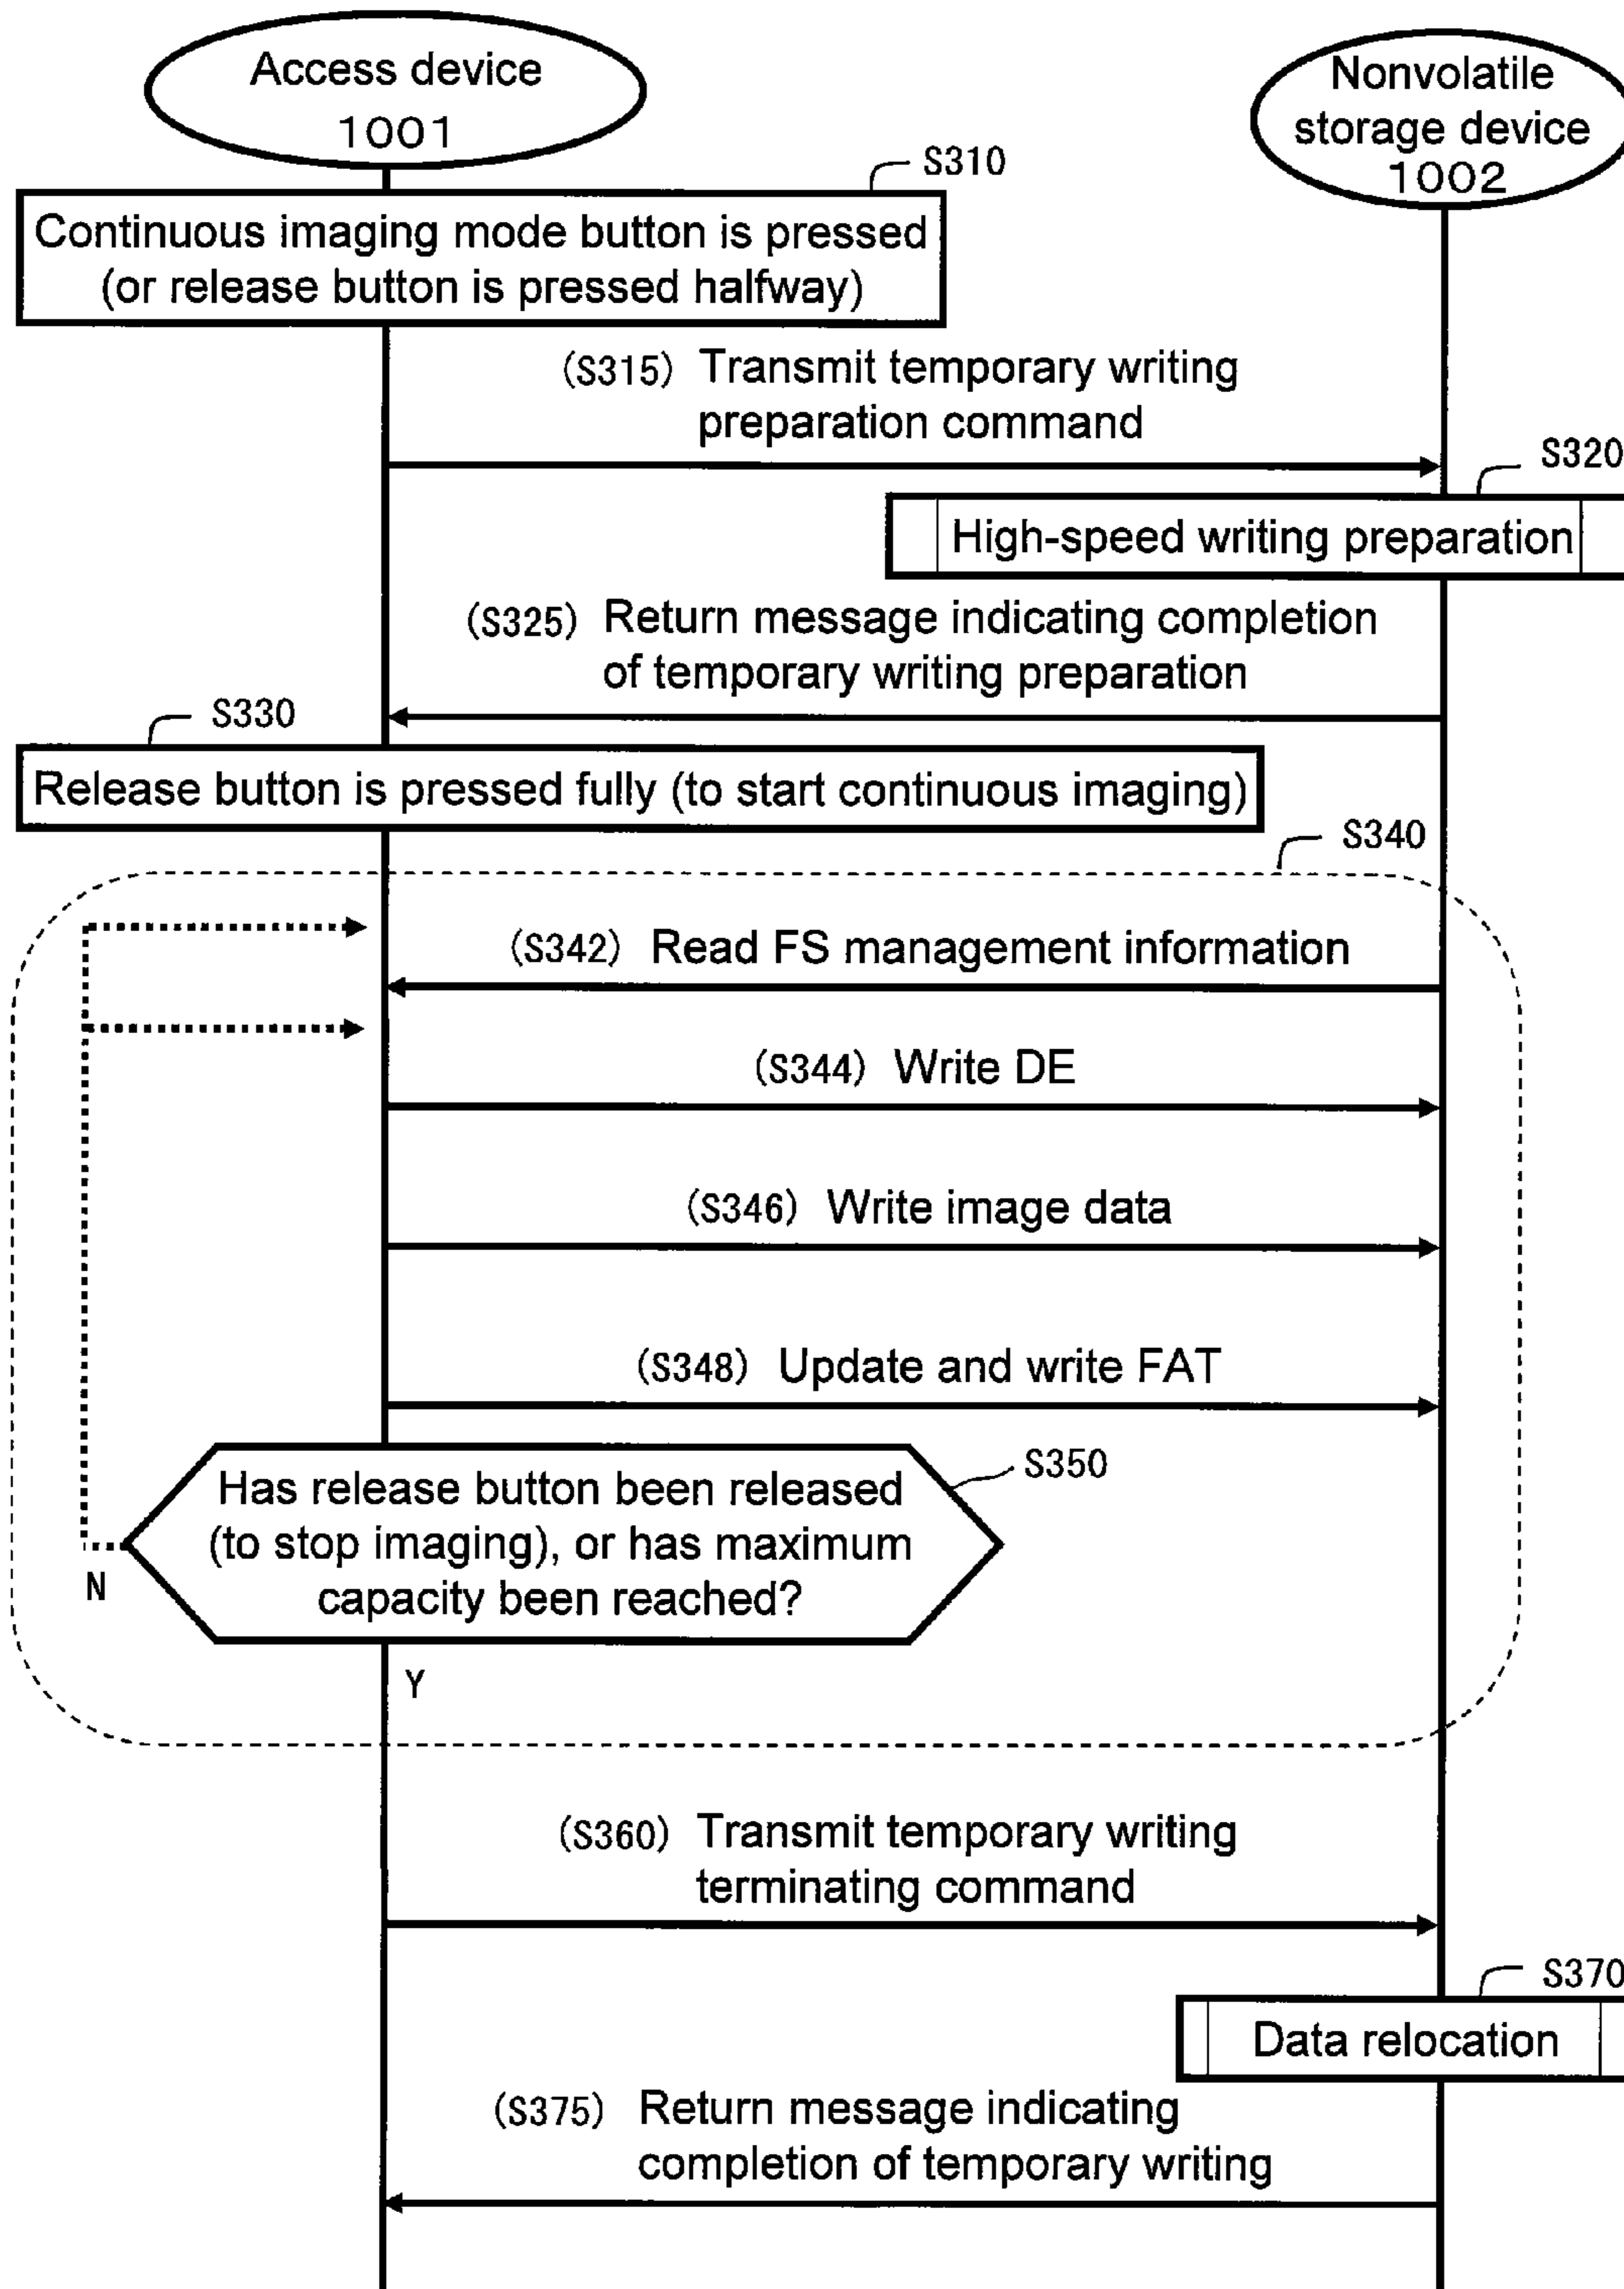 Access device
1001
Nonvolatile
storage device
1002
S310
Continuous imaging mode button is pressed
(or release button is pressed halfway)
(S315) Transmit temporary writing
preparation command
S320
High-speed writing preparation
(S325) Return message indicating completion
of temporary writing preparation
S330
Release button is pressed fully (to start continuous imaging)
S340
(S342) Read FS management information
(S344) Write DE
(S346) Write image data
(S348) Update and write FAT
S350
Has release button been released
(to stop imaging), or has maximum
capacity been reached?
N
Y
(S360) Transmit temporary writing
terminating command
S370
Data relocation
(S375) Return message indicating
completion of temporary writing